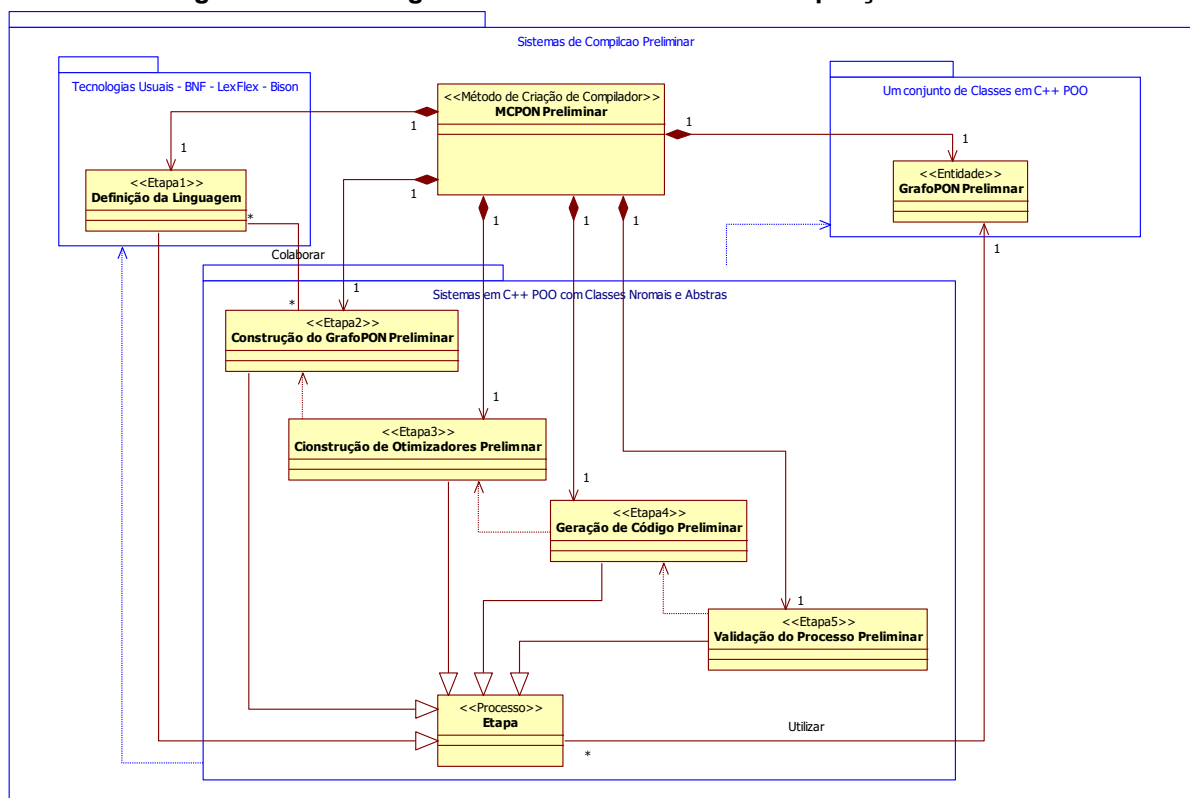 Sistemas de Compilcao Preliminar
Tecnologias Usuais - BNF - LexFlex - Bison
<<Método de Criação de Compilador>>
MCPON Preliminar
Um conjunto de Classes em C++ POO
1
1
1
1
<<Etapa1>>
Definição da Linguagem
<<Entidade>>
GrafoPON Prelimnar
1
1
1
1
*
Colaborar
1
Sistemas em C++ POO com Classes Nromais e Abstras
1
*
<<Etapa2>>
Construção do GrafoPON Preliminar
1
<<Etapa3>>
Cionstrução de Otimizadores Prelimnar
1
<<Etapa4>>
Geração de Código Preliminar
1
<<Etapa5>>
Validação do Processo Preliminar
<<Processo>>
Etapa
Utilizar
*